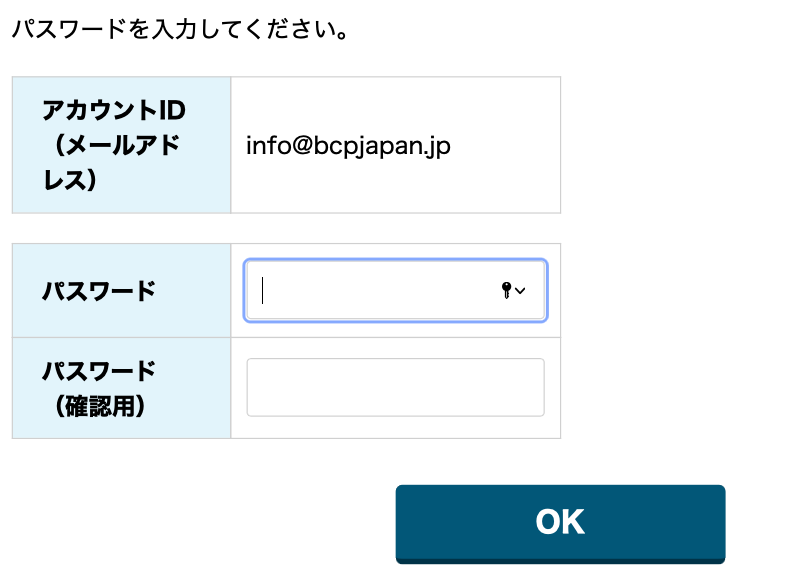 パスワードを入力してください。
アカウントID
（メールアド
レス）
info@bcpjapan.jp
パスワード
パスワード
（確認用）
OK